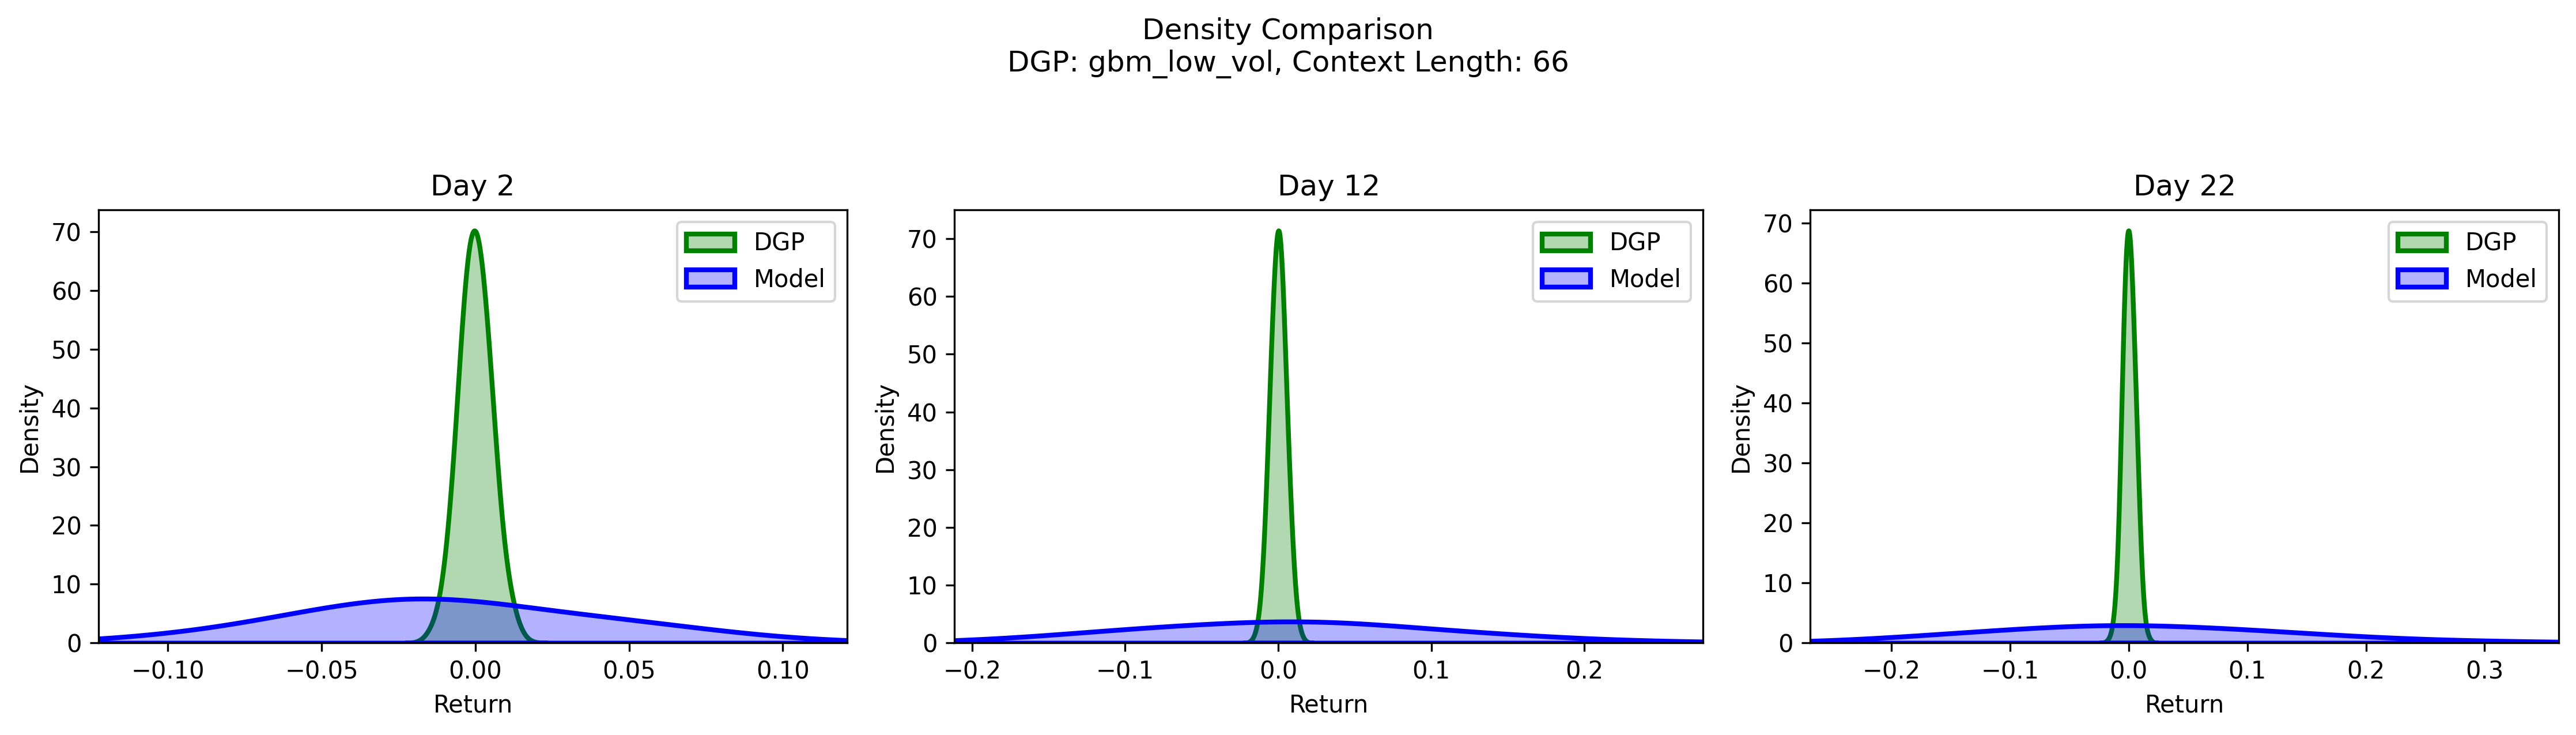 Density Comparison
DGP: gbm_low_vol, Context Length: 66
Day 2
70
60
50
40
30
20
10
0
Density
−0.10
−0.05
0.00
0.05
0.10
Return
DGP
Model
Day 12
70
60
50
40
30
20
10
0
Density
−0.2
−0.1
0.0
0.1
0.2
Return
DGP
Model
Day 22
70
60
50
40
30
20
10
0
Density
−0.2
−0.1
0.0
0.1
0.2
0.3
Return
DGP
Model